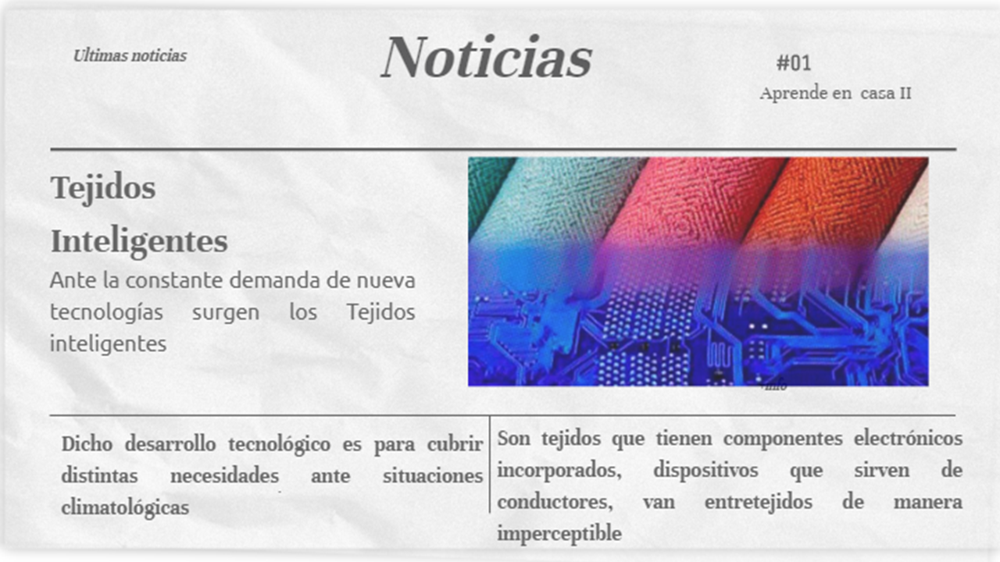 Ultimas noticias
Noticias
#01
Aprende en casa II
Tejidos
Inteligentes
Ante la constante demanda de nueva
tecnologías surgen los Tejidos
inteligentes
+info
Dicho desarrollo tecnológico es para cubrir
distintas necesidades ante situaciones
climatológicas
Son tejidos que tienen componentes electrónicos
incorporados, dispositivos que sirven de
conductores, van entretejidos de manera
imperceptible